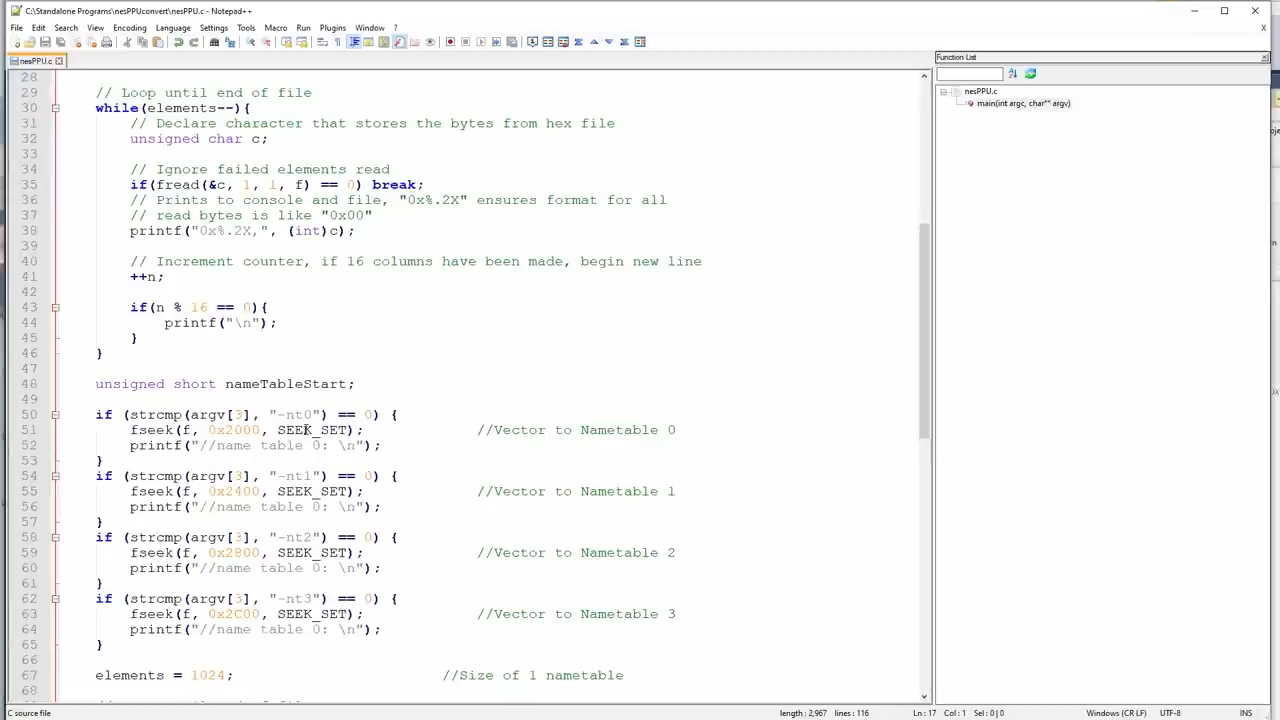 C:\Standalone Programs\nesPPUconvert\nesPPU.c - Notepad++
File Edit Search View Encoding Language Settings Tools Macro Run Plugins Window ? X
nesPPU.c
Function List
nesPPU.c
main(int argc, char** argv)
28
29 // Loop until end of file
30 while(elements--){
31 // Declare character that stores the bytes from hex file
32 unsigned char c;
33
34 // Ignore failed elements read
35 if(fread(&c, 1, 1, f) == 0) break;
36 // Prints to console and file, "0x%.2X" ensures format for all
37 // read bytes is like "0x00"
38 printf("0x%.2X,", (int)c);
39
40 // Increment counter, if 16 columns have been made, begin new line
41 ++n;
42
43 if(n % 16 == 0){
44 printf("\n");
45 }
46 }
47
48 unsigned short nameTableStart;
49
50 if (strcmp(argv[3], "-nt0") == 0) {
51 fseek(f, 0x2000, SEEK_SET); //Vector to Nametable 0
52 printf("//name table 0: \n");
53 }
54 if (strcmp(argv[3], "-nt1") == 0) {
55 fseek(f, 0x2400, SEEK_SET); //Vector to Nametable 1
56 printf("//name table 0: \n");
57 }
58 if (strcmp(argv[3], "-nt2") == 0) {
59 fseek(f, 0x2800, SEEK_SET); //Vector to Nametable 2
60 printf("//name table 0: \n");
61 }
62 if (strcmp(argv[3], "-nt3") == 0) {
63 fseek(f, 0x2C00, SEEK_SET); //Vector to Nametable 3
64 printf("//name table 0: \n");
65 }
66
67 elements = 1024; //Size of 1 nametable
68
C source file length : 2,967 lines : 116 Ln : 17 Col : 1 Sel : 0 | 0 Windows (CR LF) UTF-8 INS